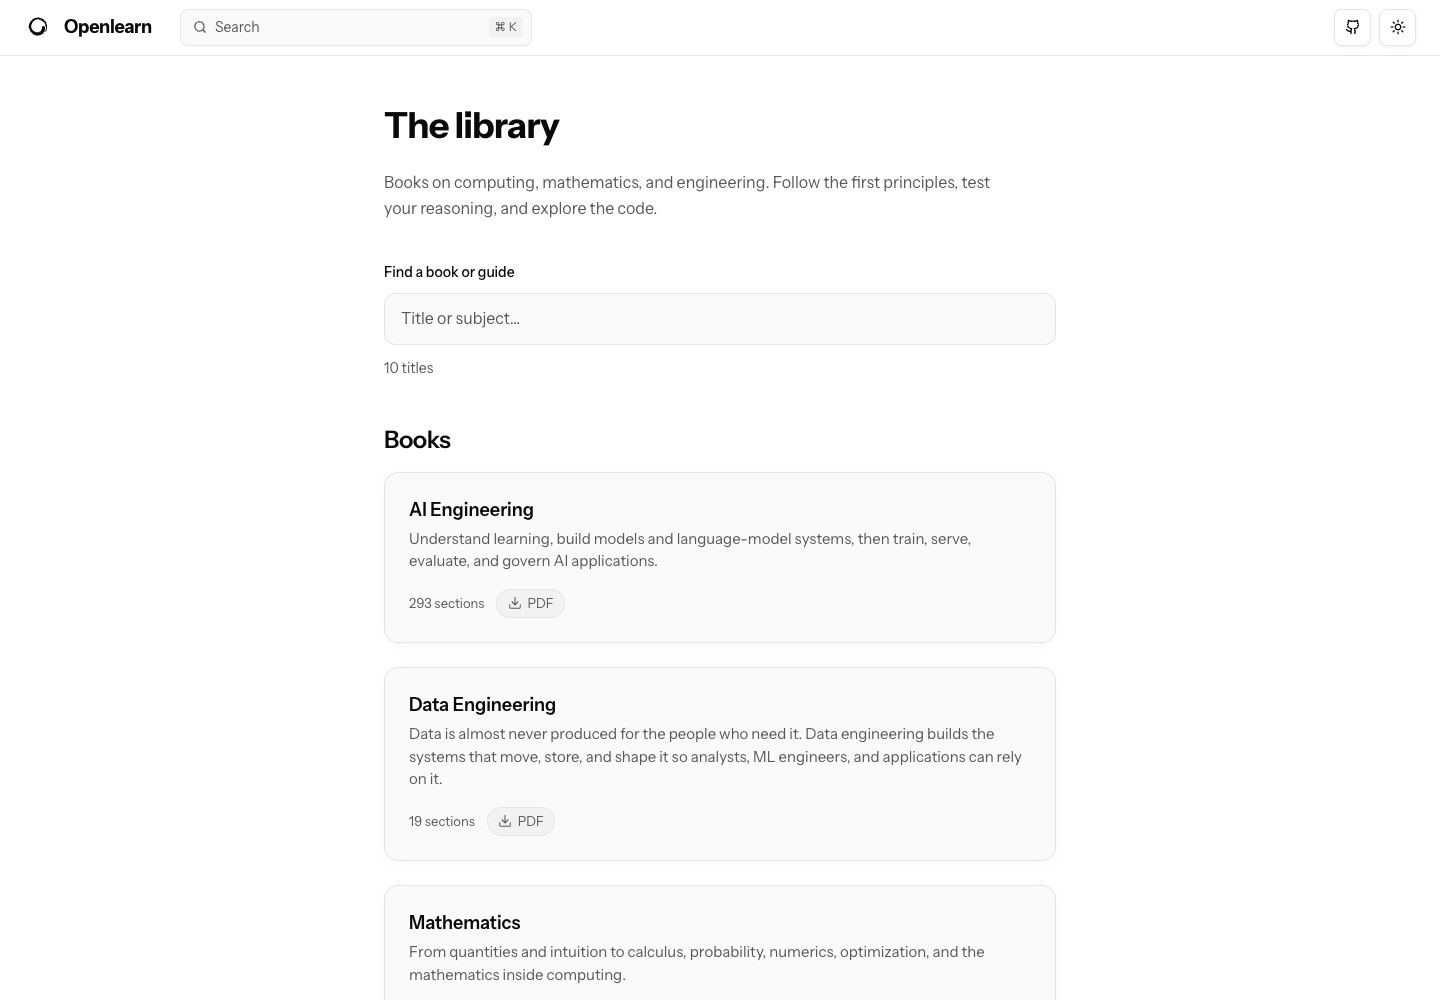 Openlearn
Search
⌘ K
The library
Books on computing, mathematics, and engineering. Follow the first principles, test
your reasoning, and explore the code.
Find a book or guide
Title or subject...
10 titles
Books
AI Engineering
Understand learning, build models and language-model systems, then train, serve,
evaluate, and govern AI applications.
293 sections
PDF
Data Engineering
Data is almost never produced for the people who need it. Data engineering builds the
systems that move, store, and shape it so analysts, ML engineers, and applications can rely
on it.
19 sections
PDF
Mathematics
From quantities and intuition to calculus, probability, numerics, optimization, and the
mathematics inside computing.